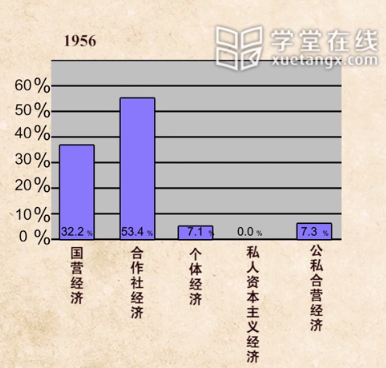 1956
学堂在线
xuetangx.com
60%
50%
40%
30%
20%
10%
0 %
32.2 %
53.4 %
7.1 %
0.0 %
7.3 %
国营经济
合作社经济
个体经济
私人资本主义经济
公私合营经济